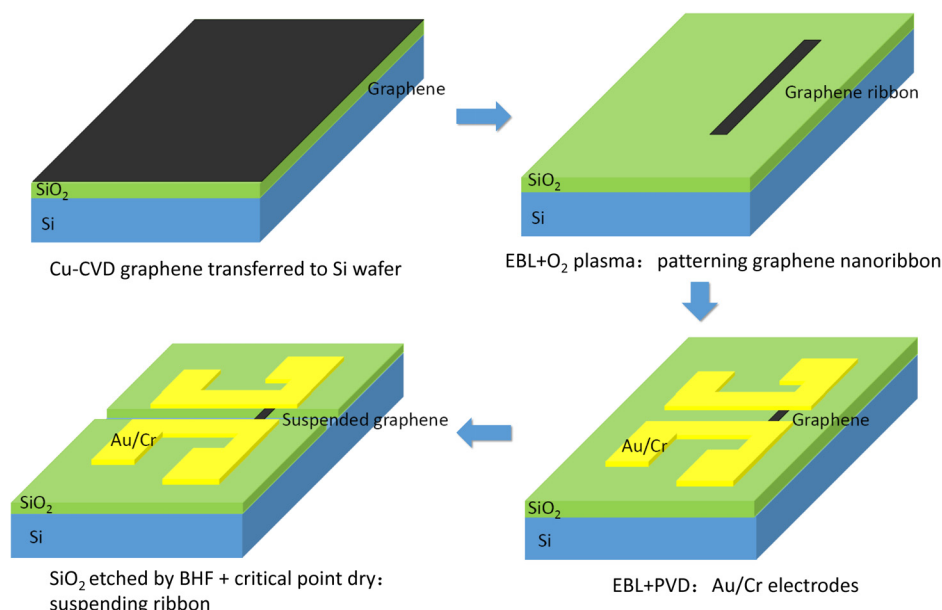 Graphene
SiO2
Si
Cu-CVD graphene transferred to Si wafer
Graphene ribbon
SiO2
Si
EBL+O2 plasma： patterning graphene nanoribbon
Suspended graphene
Au/Cr
SiO2
Si
SiO2 etched by BHF + critical point dry：
suspending ribbon
Graphene
Au/Cr
SiO2
Si
EBL+PVD： Au/Cr electrodes